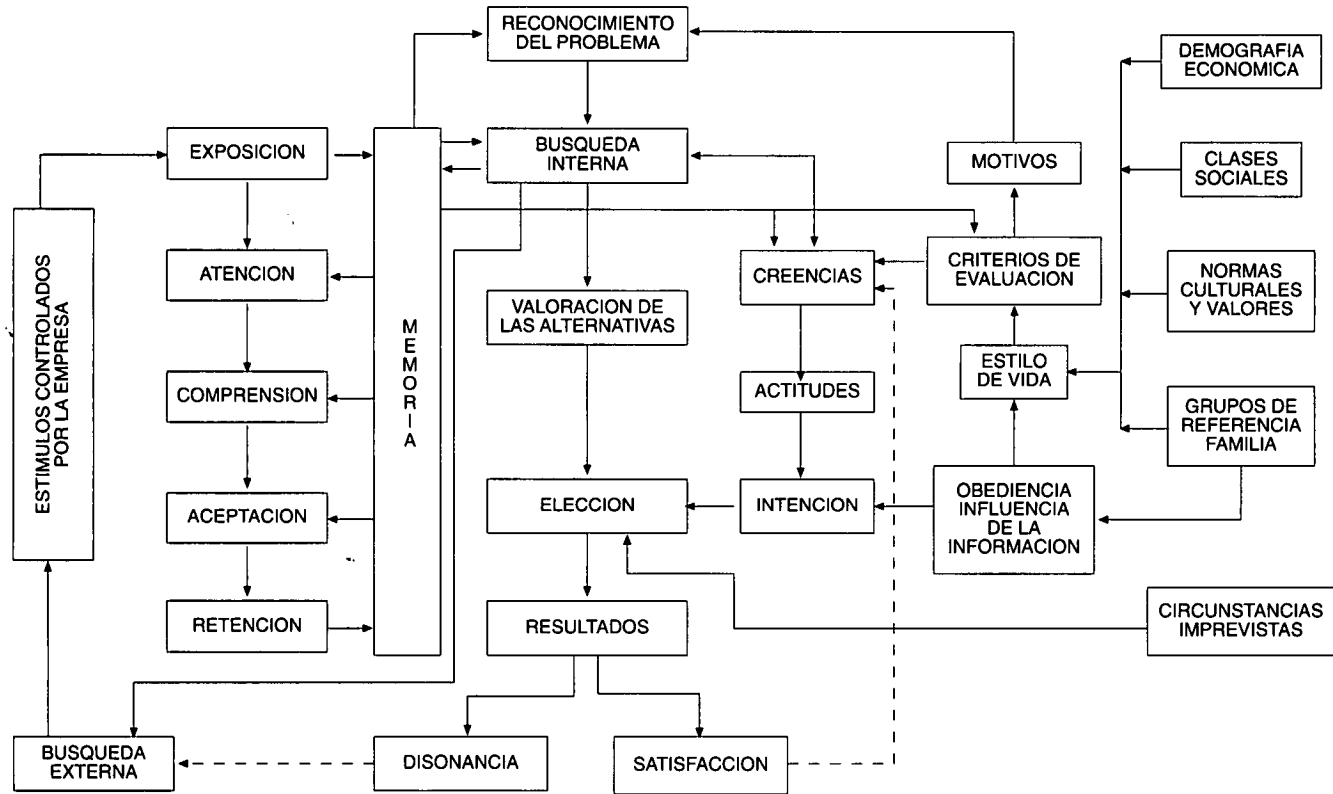 RECONOCIMIENTO
DEL PROBLEMA
DEMOGRAFIA
ECONOMICA
EXPOSICION
BUSQUEDA
INTERNA
MOTIVOS
CLASES
SOCIALES
ESTIMULOS CONTROLADOS
POR LA EMPRESA
ATENCION
MEMORIA
VALORACION DE
LAS ALTERNATIVAS
CREENCIAS
CRITERIOS DE
EVALUACION
NORMAS
CULTURALES
Y VALORES
COMPRENSION
ACTITUDES
ESTILO
DE VIDA
GRUPOS DE
REFERENCIA
FAMILIA
ACEPTACION
ELECCION
INTENCION
OBEDIENCIA
INFLUENCIA
DE LA
INFORMACION
RETENCION
RESULTADOS
CIRCUNSTANCIAS
IMPREVISTAS
BUSQUEDA
EXTERNA
DISONANCIA
SATISFACCION